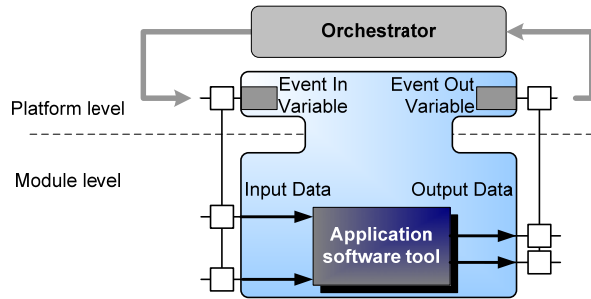 Orchestrator
Event In
Variable
Event Out
Variable
Platform level
Module level
Input Data
Output Data
Application
software tool